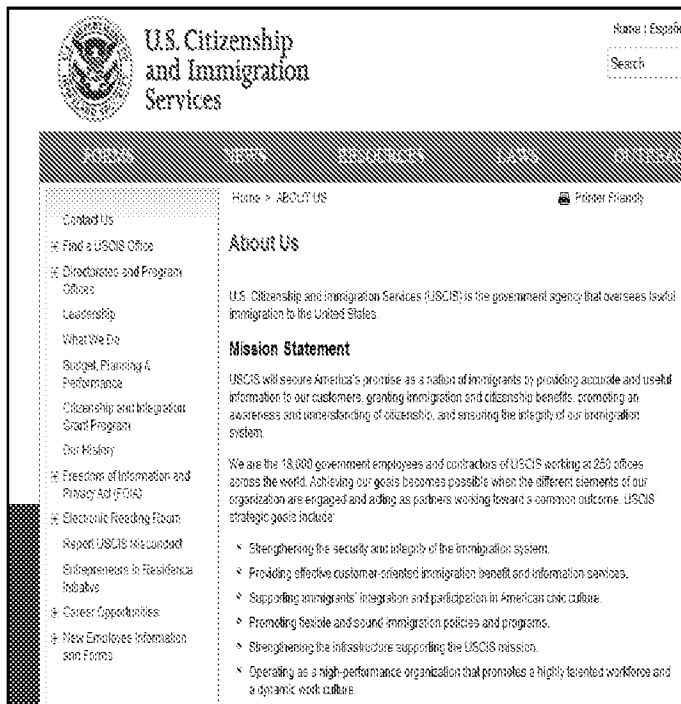 U.S. Citizenship
and Immigration
Services
Home | Españ
Search
FORMS NEWS RESOURCES LAWS OUTREA
Home > ABOUT US
Printer Friendly
Contact Us
Find a USCIS Office
Directorates and Program
Offices
Leadership
What We Do
Budget, Planning &
Performance
Citizenship and Integration
Grant Program
Our History
Freedom of Information and
Privacy Act (FOIA)
Electronic Reading Room
Report USCIS Misconduct
Entrepreneurs in Residence
Initiative
Career Opportunities
New Employee Information
and Forms
About Us
U.S. Citizenship and Immigration Services (USCIS) is the government agency that oversees lawful
immigration to the United States.
Mission Statement
USCIS will secure America's promise as a nation of immigrants by providing accurate and useful
information to our customers, granting immigration and citizenship benefits, promoting an
awareness and understanding of citizenship, and ensuring the integrity of our immigration
system.
We are the 18,000 government employees and contractors of USCIS working at 250 offices
across the world. Achieving our goals becomes possible when the different elements of our
organization are engaged and acting as partners working toward a common outcome. USCIS
strategic goals include:
Strengthening the security and integrity of the immigration system.
Providing effective customer-oriented immigration benefit and information services.
Supporting immigrants' integration and participation in American civic culture.
Promoting flexible and sound immigration policies and programs.
Strengthening the infrastructure supporting the USCIS mission.
Operating as a high-performance organization that promotes a highly talented workforce and
a dynamic work culture.